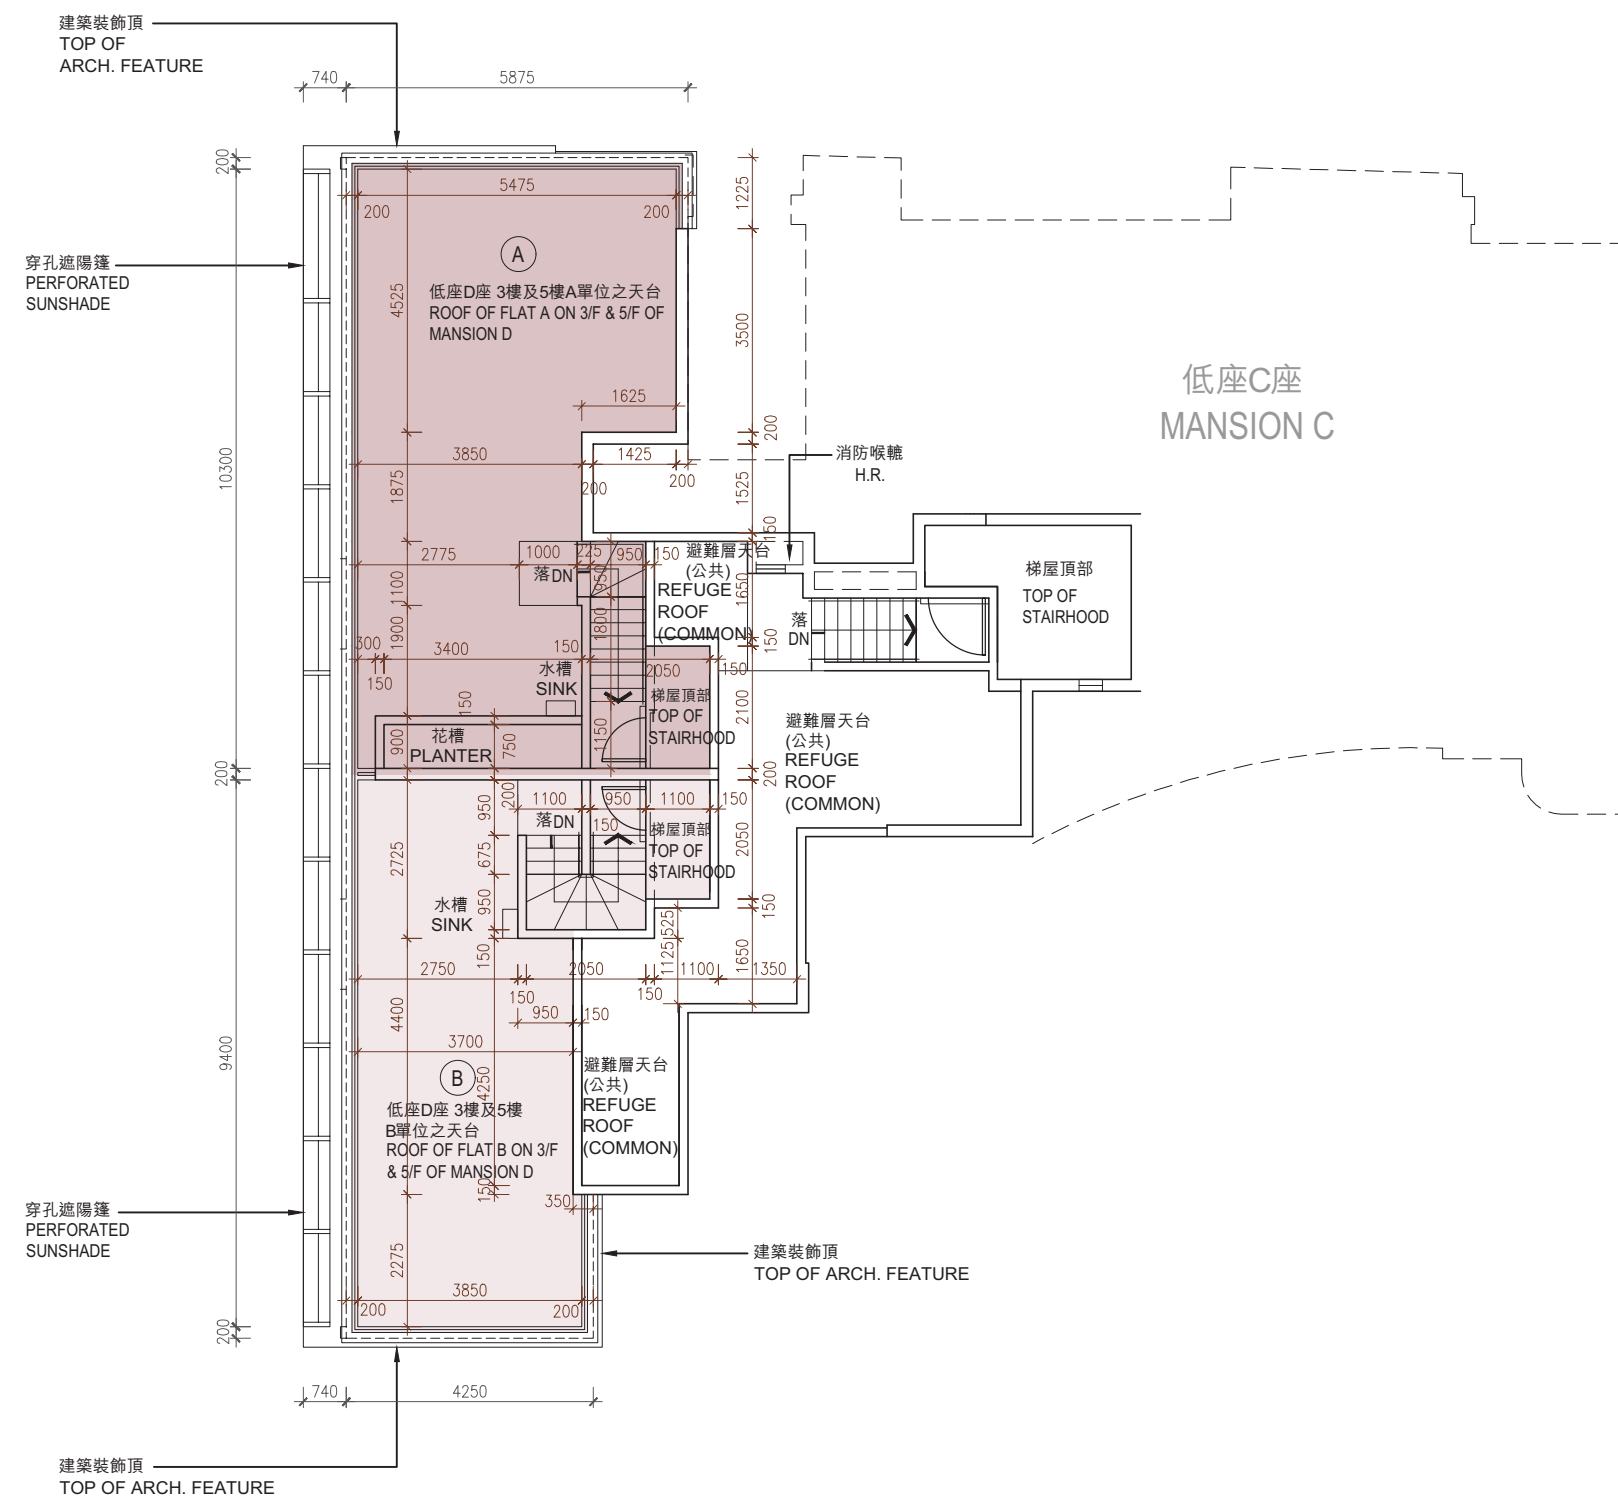 建築裝飾頂
TOP OF
ARCH. FEATURE
740
5875
200
10300
200
9400
200
穿孔遮陽篷
PERFORATED
SUNSHADE
5475
200
200
A
低座D座 3樓及5樓A單位之天台
ROOF OF FLAT A ON 3/F & 5/F OF
MANSION D
4525
1625
1225
3500
200
低座C座
MANSION C
3850
200
1425
200
1875
1525
150
消防喉轆
H.R.
2775
1000
225
950
150
落DN
950
1100
1900
1800
避難層天台
(公共)
REFUGE
ROOF
(COMMON)
1650
150
落
DN
梯屋頂部
TOP OF
STAIRHOOD
300
150
3400
150
2050
150
水槽
SINK
150
梯屋頂部
TOP OF
STAIRHOOD
2100
花槽
PLANTER
900
750
1150
200
避難層天台
(公共)
REFUGE
ROOF
(COMMON)
200
950
1100
950
1100
150
落DN
150
梯屋頂部
TOP OF
STAIRHOOD
2725
675
2050
水槽
SINK
950
150
150
525
1125
1650
2750
150
2050
150
1100
1350
950
150
4400
3700
B
4250
低座D座 3樓及5樓
B單位之天台
ROOF OF FLAT B ON 3/F
& 5/F OF MANSION D
避難層天台
(公共)
REFUGE
ROOF
(COMMON)
150
350
穿孔遮陽篷
PERFORATED
SUNSHADE
2275
3850
200
200
建築裝飾頂
TOP OF ARCH. FEATURE
740
4250
建築裝飾頂
TOP OF ARCH. FEATURE